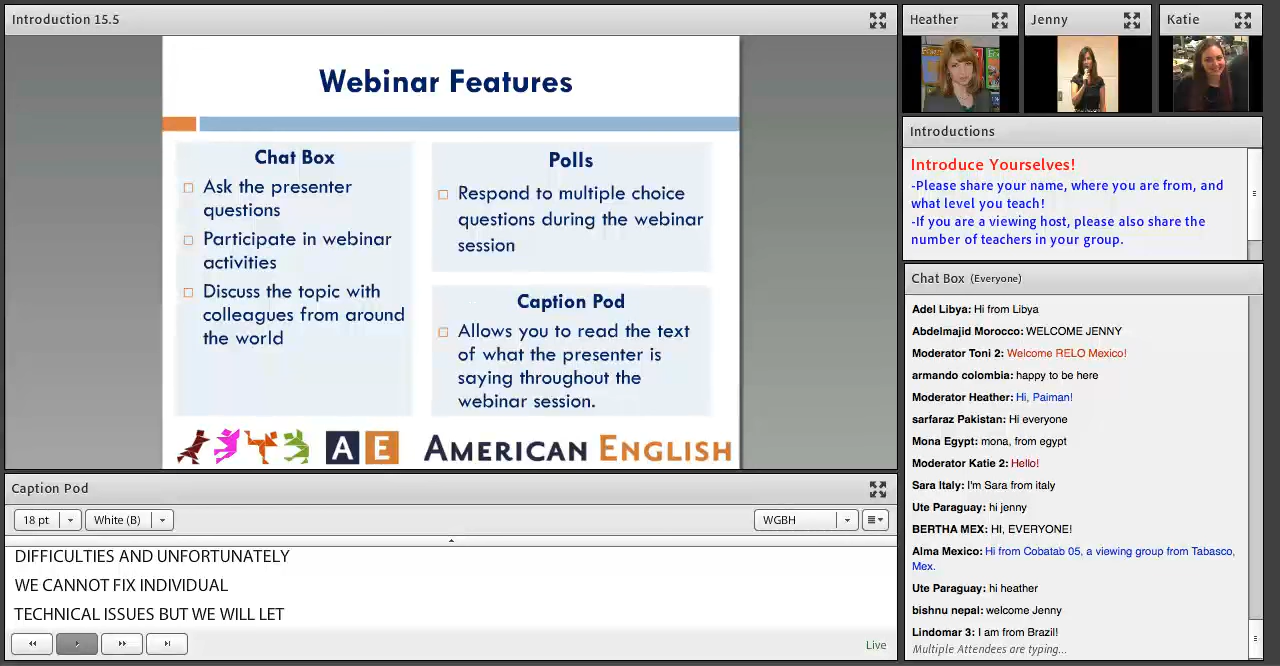 Introduction 15.5
Webinar Features
Chat Box
Ask the presenter
questions
Participate in webinar
activities
Discuss the topic with
colleagues from around
the world
Polls
Respond to multiple choice
questions during the webinar
session
Caption Pod
Allows you to read the text
of what the presenter is
saying throughout the
webinar session.
A E AMERICAN ENGLISH
Caption Pod
18 pt White (B) WGBH
DIFFICULTIES AND UNFORTUNATELY
WE CANNOT FIX INDIVIDUAL
TECHNICAL ISSUES BUT WE WILL LET
Live
Heather Jenny Katie
Introductions
Introduce Yourselves!
-Please share your name, where you are from, and
what level you teach!
-If you are a viewing host, please also share the
number of teachers in your group.
Chat Box (Everyone)
Adel Libya: Hi from Libya
Abdelmajid Morocco: WELCOME JENNY
Moderator Toni 2: Welcome RELO Mexico!
armando colombia: happy to be here
Moderator Heather: Hi, Paiman!
sarfaraz Pakistan: Hi everyone
Mona Egypt: mona, from egypt
Moderator Katie 2: Hello!
Sara Italy: I'm Sara from italy
Ute Paraguay: hi jenny
BERTHA MEX: HI, EVERYONE!
Alma Mexico: Hi from Cobatab 05, a viewing group from Tabasco,
Mex.
Ute Paraguay: hi heather
bishnu nepal: welcome Jenny
Lindomar 3: I am from Brazil!
Multiple Attendees are typing...